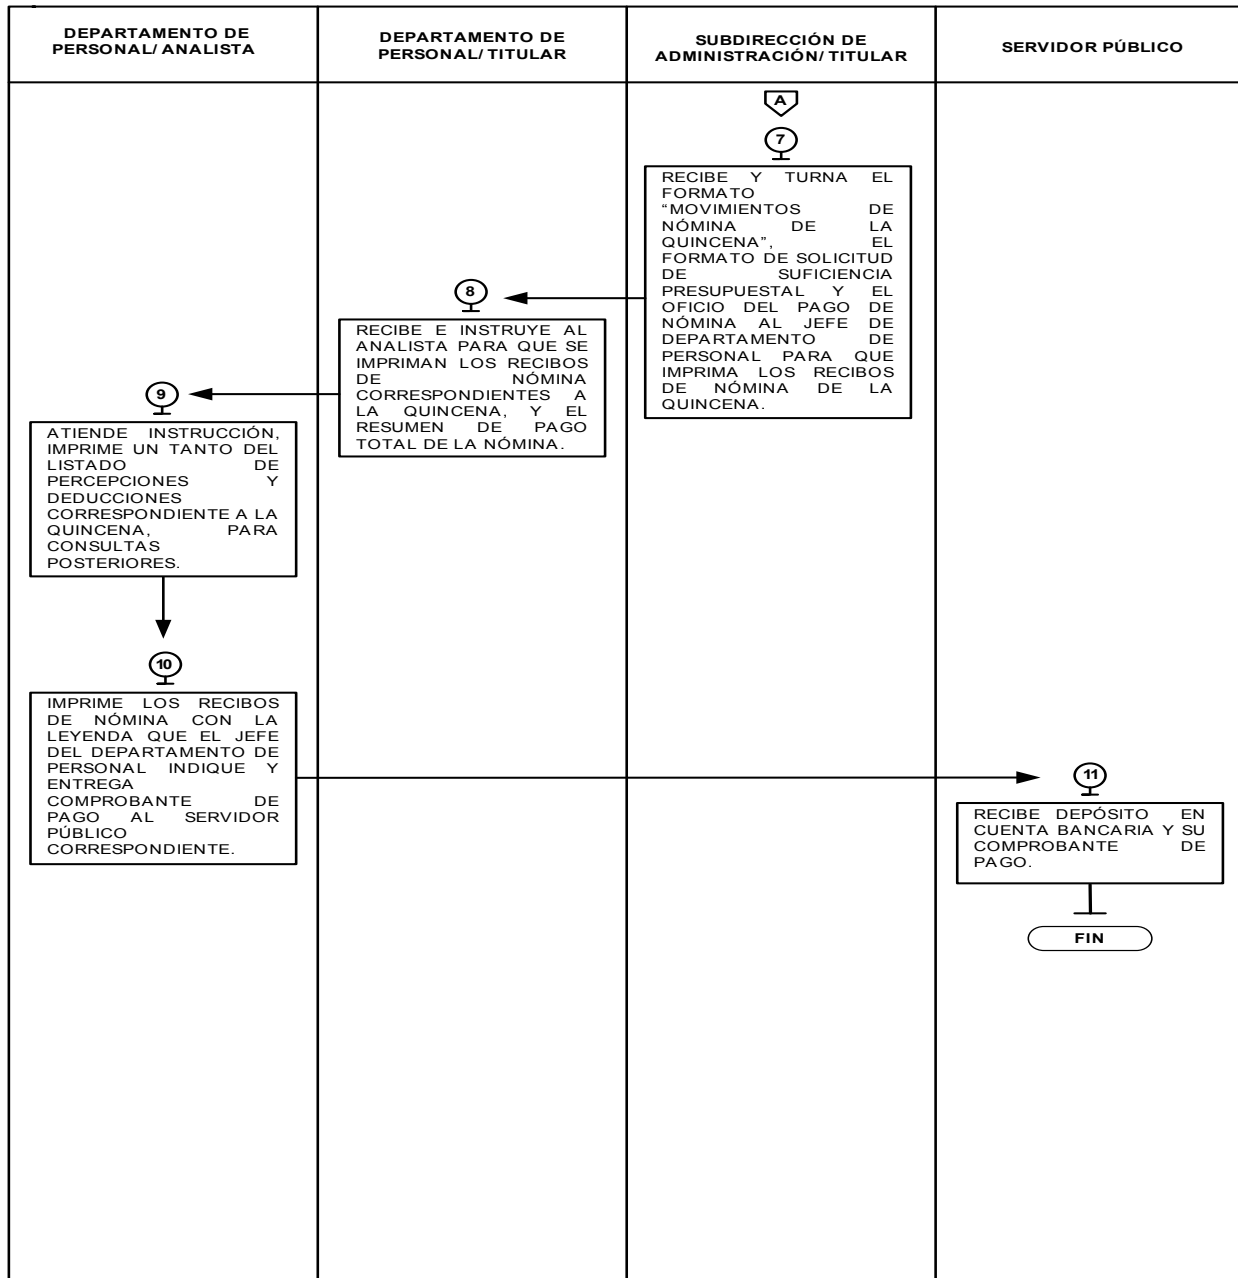 DEPARTAMENTO DE
PERSONAL/ ANALISTA
DEPARTAMENTO DE
PERSONAL/ TITULAR
SUBDIRECCIÓN DE
ADMINISTRACIÓN/ TITULAR
SERVIDOR PÚBLICO
A
7
RECIBE Y TURNA EL
FORMATO
“MOVIMIENTOS DE
NÓMINA DE LA
QUINCENA”, EL
FORMATO DE SOLICITUD
DE SUFICIENCIA
PRESUPUESTAL Y EL
OFICIO DEL PAGO DE
NÓMINA AL JEFE DE
DEPARTAMENTO DE
PERSONAL PARA QUE
IMPRIMA LOS RECIBOS
DE NÓMINA DE LA
QUINCENA.
8
RECIBE E INSTRUYE AL
ANALISTA PARA QUE SE
IMPRIMAN LOS RECIBOS
DE NÓMINA
CORRESPONDIENTES A
LA QUINCENA, Y EL
RESUMEN DE PAGO
TOTAL DE LA NÓMINA.
9
ATIENDE INSTRUCCIÓN,
IMPRIME UN TANTO DEL
LISTADO DE
PERCEPCIONES Y
DEDUCCIONES
CORRESPONDIENTE A LA
QUINCENA, PARA
CONSULTAS
POSTERIORES.
10
IMPRIME LOS RECIBOS
DE NÓMINA CON LA
LEYENDA QUE EL JEFE
DEL DEPARTAMENTO DE
PERSONAL INDIQUE Y
ENTREGA
COMPROBANTE DE
PAGO AL SERVIDOR
PÚBLICO
CORRESPONDIENTE.
11
RECIBE DEPÓSITO EN
CUENTA BANCARIA Y SU
COMPROBANTE DE
PAGO.
FIN